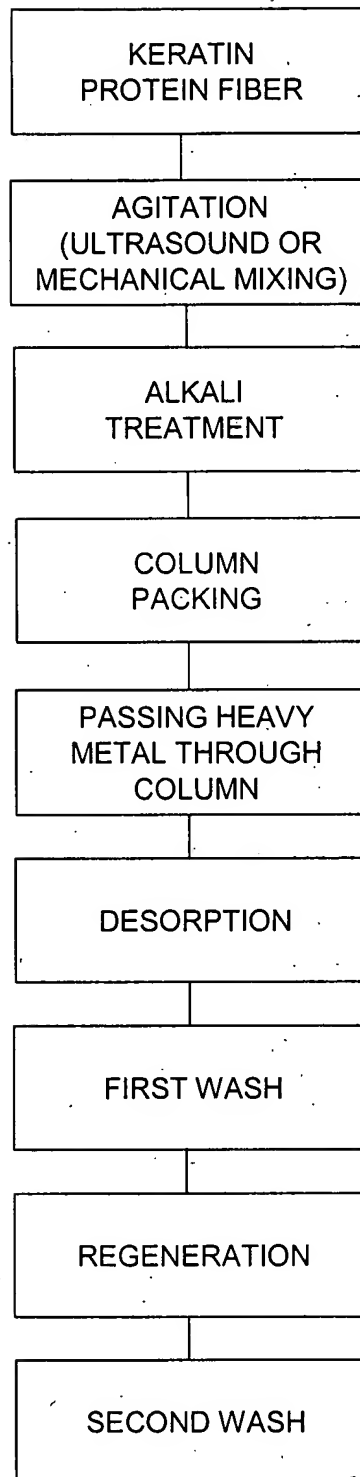 KERATIN
PROTEIN FIBER
AGITATION
(ULTRASOUND OR
MECHANICAL MIXING)
ALKALI
TREATMENT
COLUMN
PACKING
PASSING HEAVY
METAL THROUGH
COLUMN
DESORPTION
FIRST WASH
REGENERATION
SECOND WASH